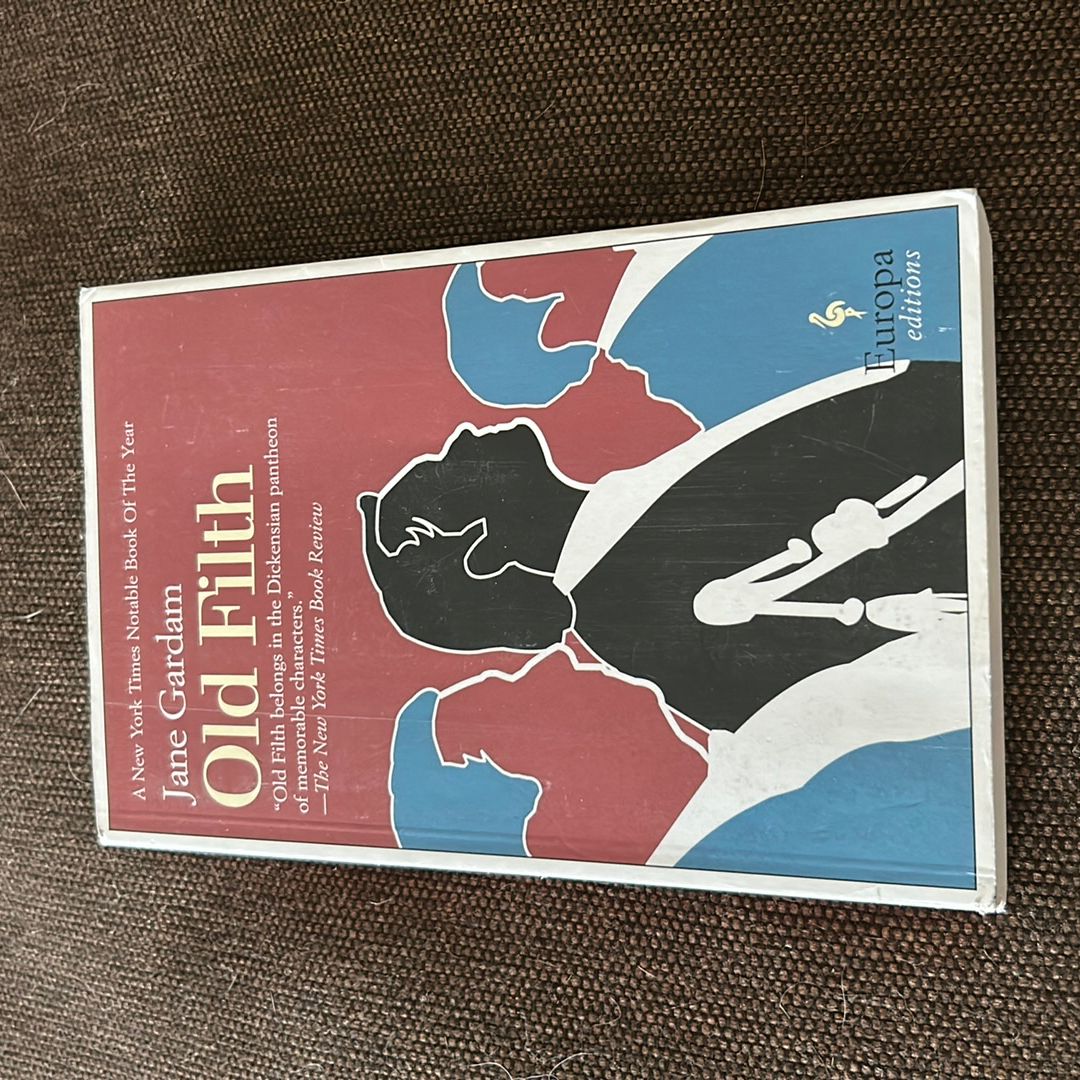 A New York Times Notable Book Of The Year
Jane Gardam
Old Filth
“Old Filth belongs in the Dickensian pantheon
of memorable characters.”
—The New York Times Book Review
Europa
editions